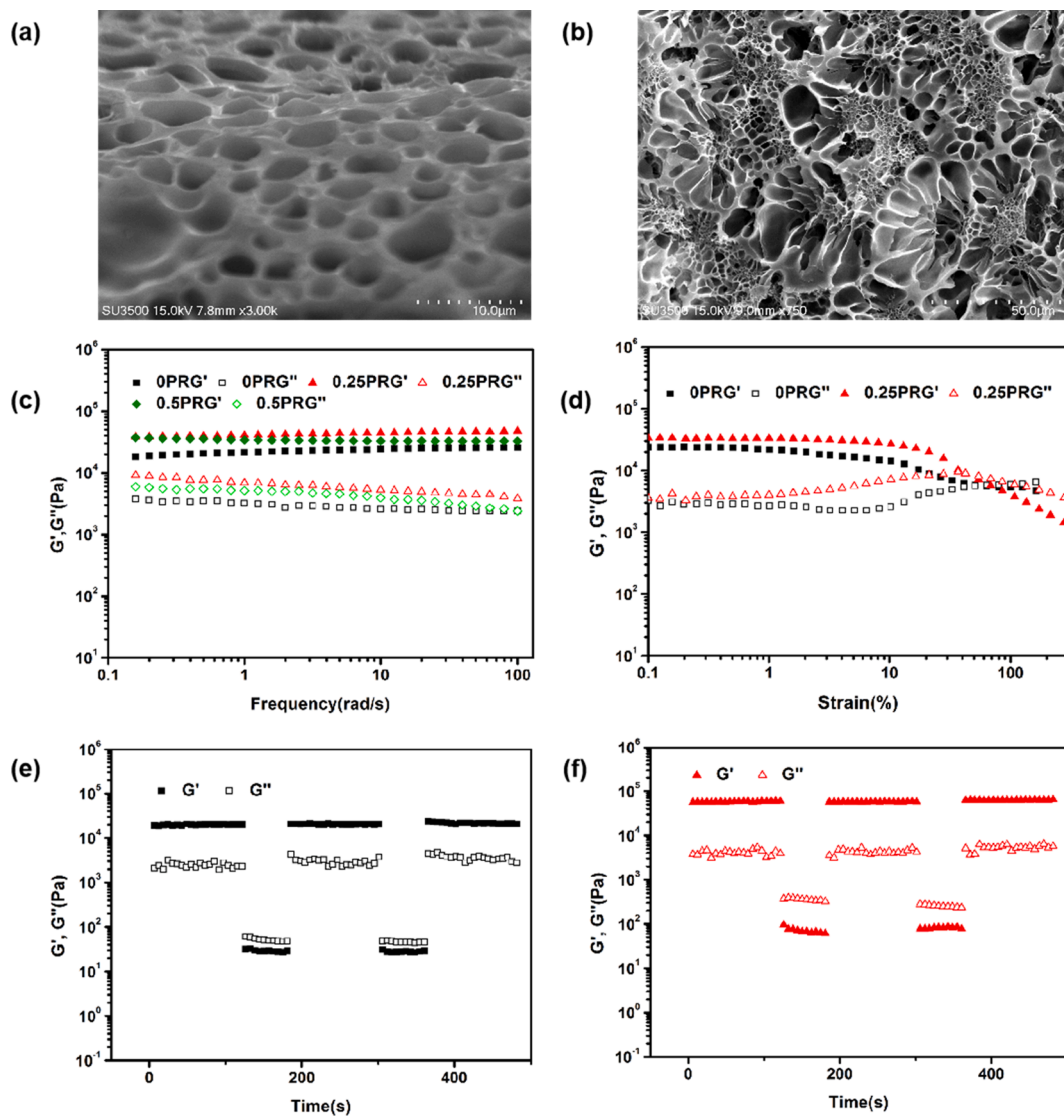 (a)
SU3500 15.0kV 7.8mm x3.00k
10.0µm
(b)
SU3500 15.0kV 9.0mm x750
50.0µm
(c)
0PRG' 0PRG" 0.25PRG' 0.25PRG"
0.5PRG' 0.5PRG"
G',G"(Pa)
10⁶
10⁵
10⁴
10³
10²
10¹
0.1 1 10 100
Frequency(rad/s)
(d)
0PRG' 0PRG" 0.25PRG' 0.25PRG"
G', G"(Pa)
10⁶
10⁵
10⁴
10³
10²
10¹
0.1 1 10 100
Strain(%)
(e)
G' G"
G', G"(Pa)
10⁶
10⁵
10⁴
10³
10²
10¹
10⁰
10⁻¹
0 200 400
Time(s)
(f)
G' G"
G', G"(Pa)
10⁶
10⁵
10⁴
10³
10²
10¹
10⁰
10⁻¹
0 200 400
Time(s)